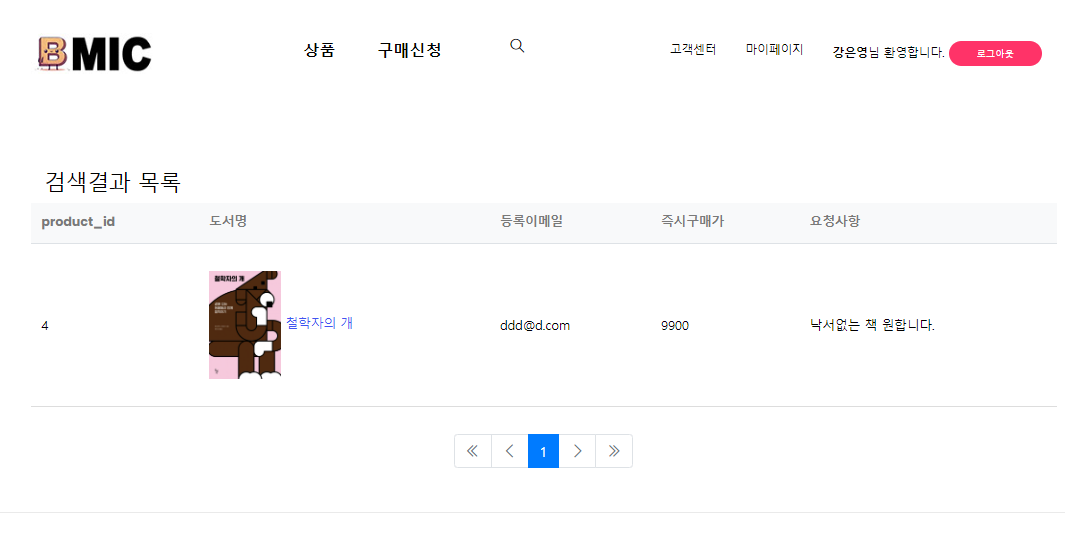 BMIC
상품
구매신청
고객센터
마이페이지
강은영님 환영합니다.
로그아웃
검색결과 목록
product_id
도서명
등록이메일
즉시구매가
요청사항
4
철학자의 개
철학자의 개
ddd@d.com
9900
낙서없는 책 원합니다.
1